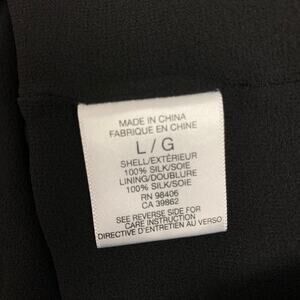 MADE IN CHINA
FABRIQUE EN CHINE
L / G
SHELL/EXTÉRIEUR
100% SILK/SOIE
LINING/DOUBLURE
100% SILK/SOIE
RN 98406
CA 39862
SEE REVERSE SIDE FOR
CARE INSTRUCTION
DIRECTIVE D'ENTRETIEN AU VERSO